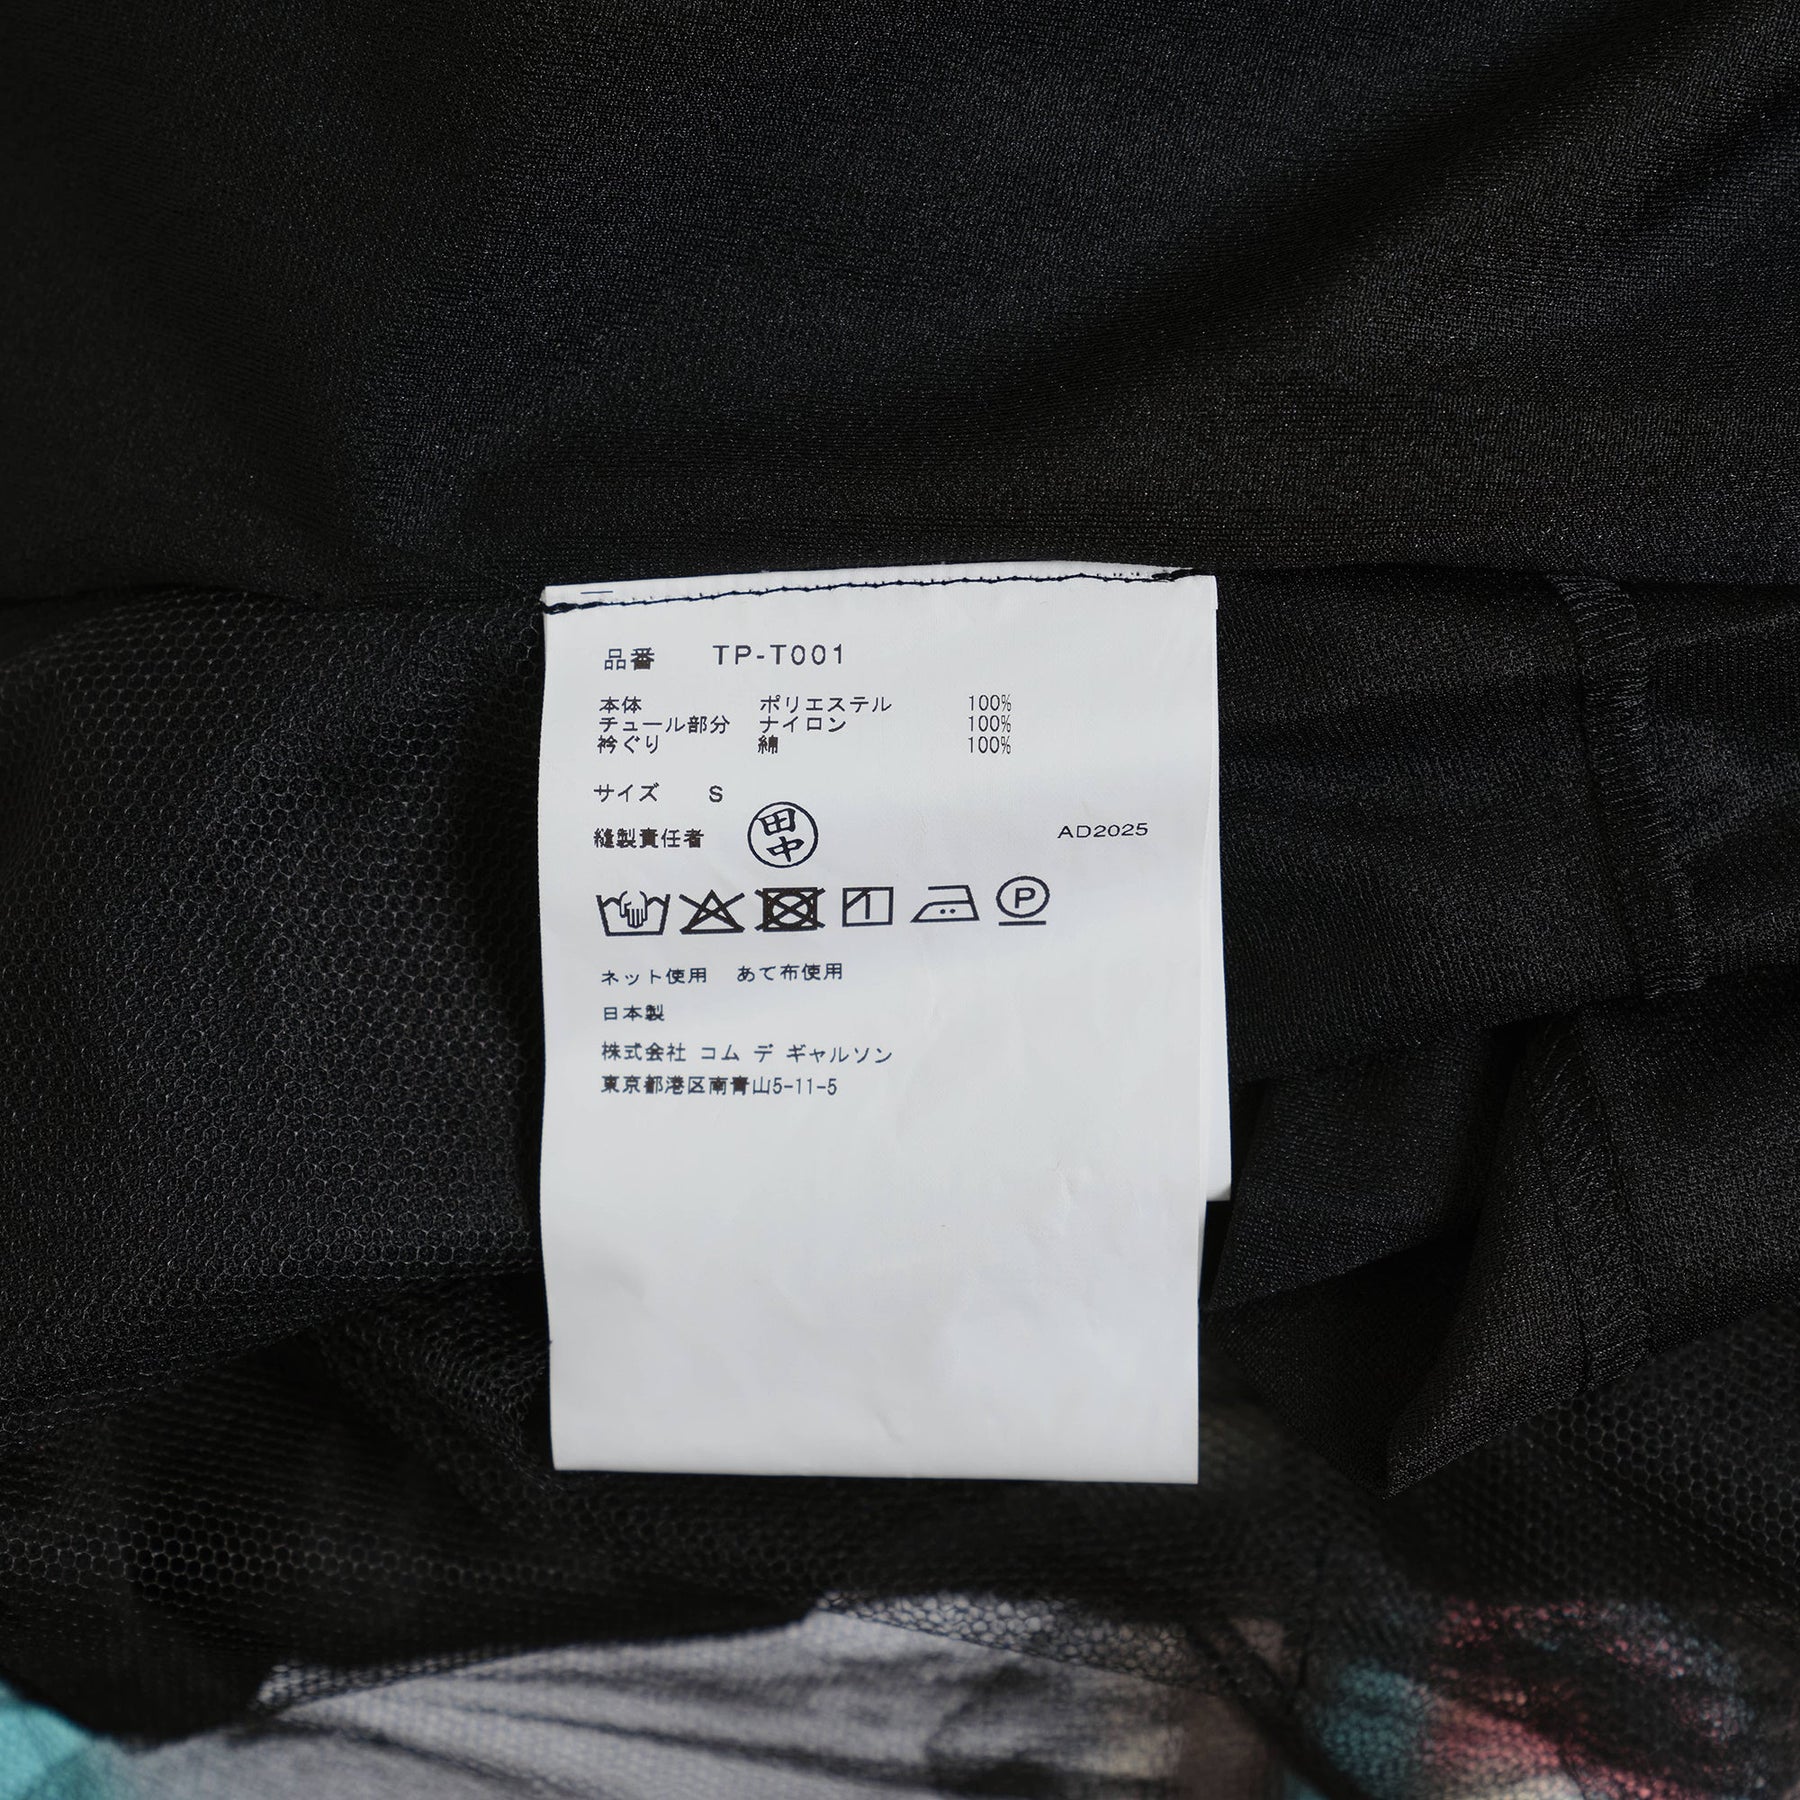 品番 TP-T001
本体 ポリエステル 100%
チュール部分 ナイロン 100%
衿ぐり 綿 100%
サイズ S
縫製責任者 田中 AD2025
P
ネット使用 あて布使用
日本製
株式会社 コム デ ギャルソン
東京都港区南青山5-11-5